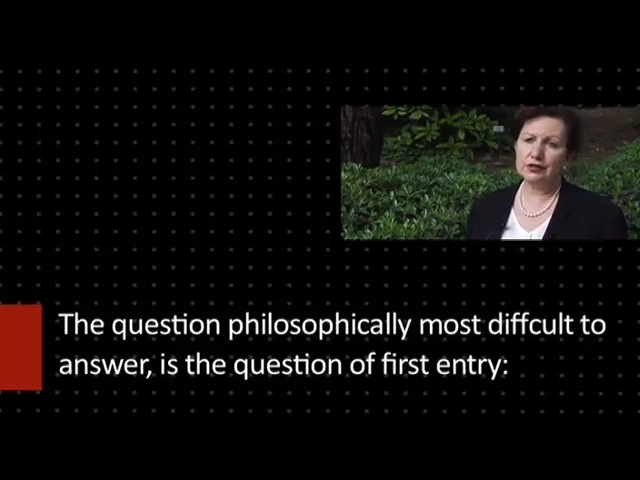 The question philosophically most diffcult to
answer, is the question of first entry: